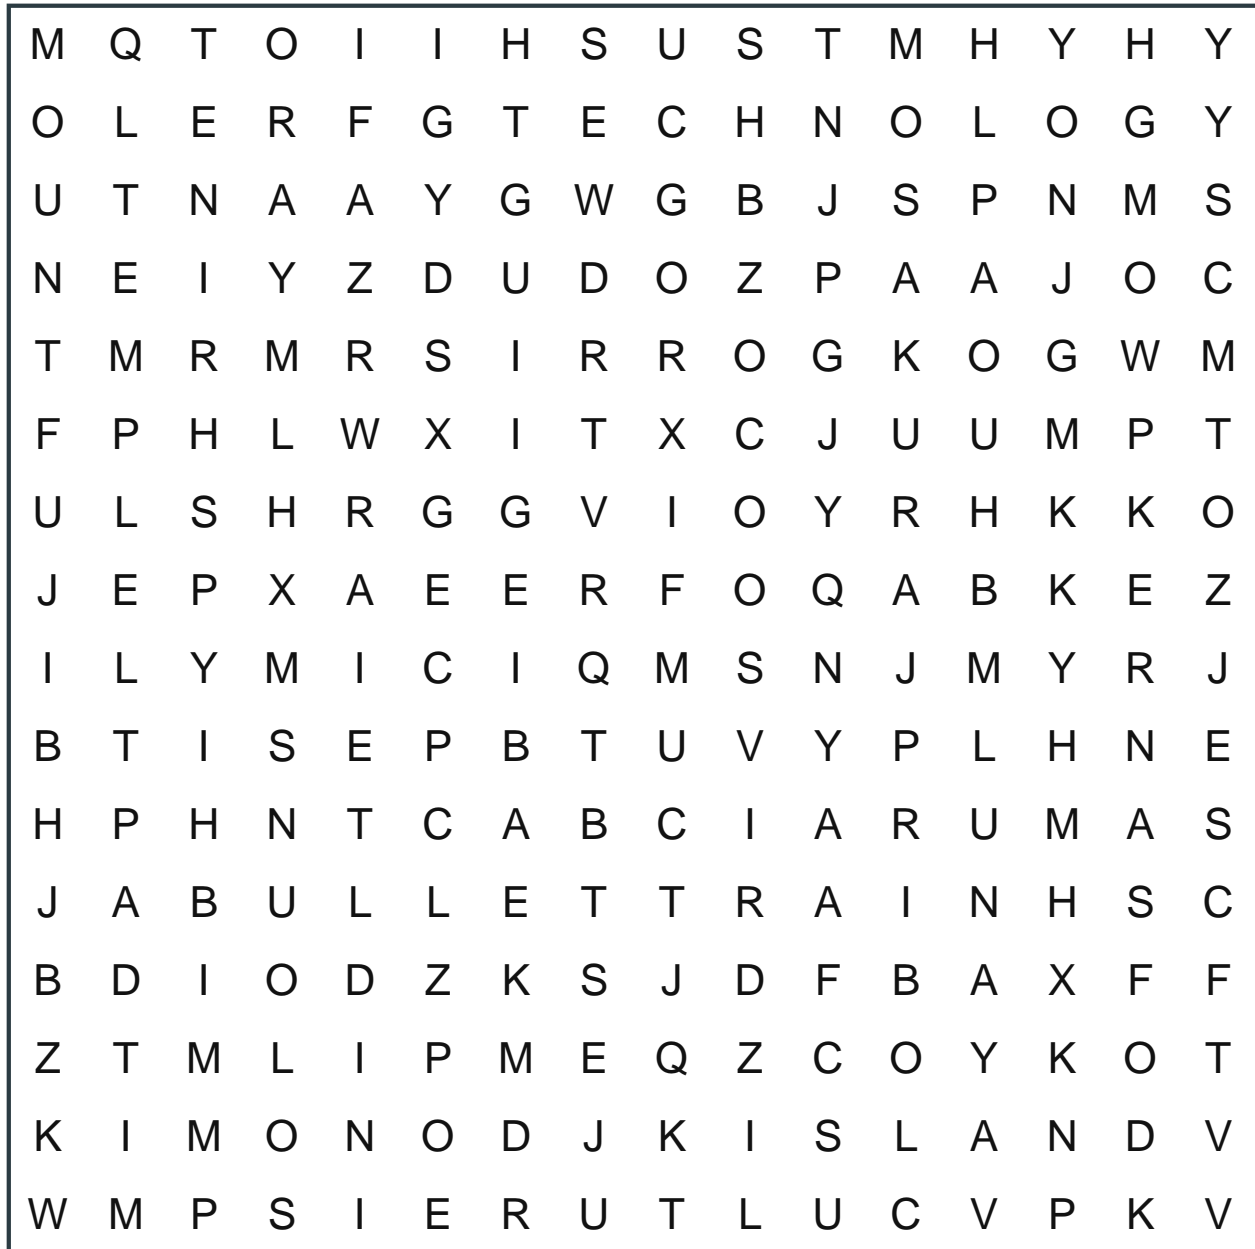 M Q T O I I H S U S T M H Y H Y
O L E R F G T E C H N O L O G Y
U T N A A Y G W G B J S P N M S
N E I Y Z D U D O Z P A A J O C
T M R M R S I R R O G K O G W M
F P H L W X I T X C J U U M P T
U L S H R G G V I O Y R H K K O
J E P X A E E R F O Q A B K E Z
I L Y M I C I Q M S N J M Y R J
B T I S E P B T U V Y P L H N E
H P H N T C A B C I A R U M A S
J A B U L L E T T R A I N H S C
B D I O D Z K S J D F B A X F F
Z T M L I P M E Q Z C O Y K O T
K I M O N O D J K I S L A N D V
W M P S I E R U T L U C V P K V